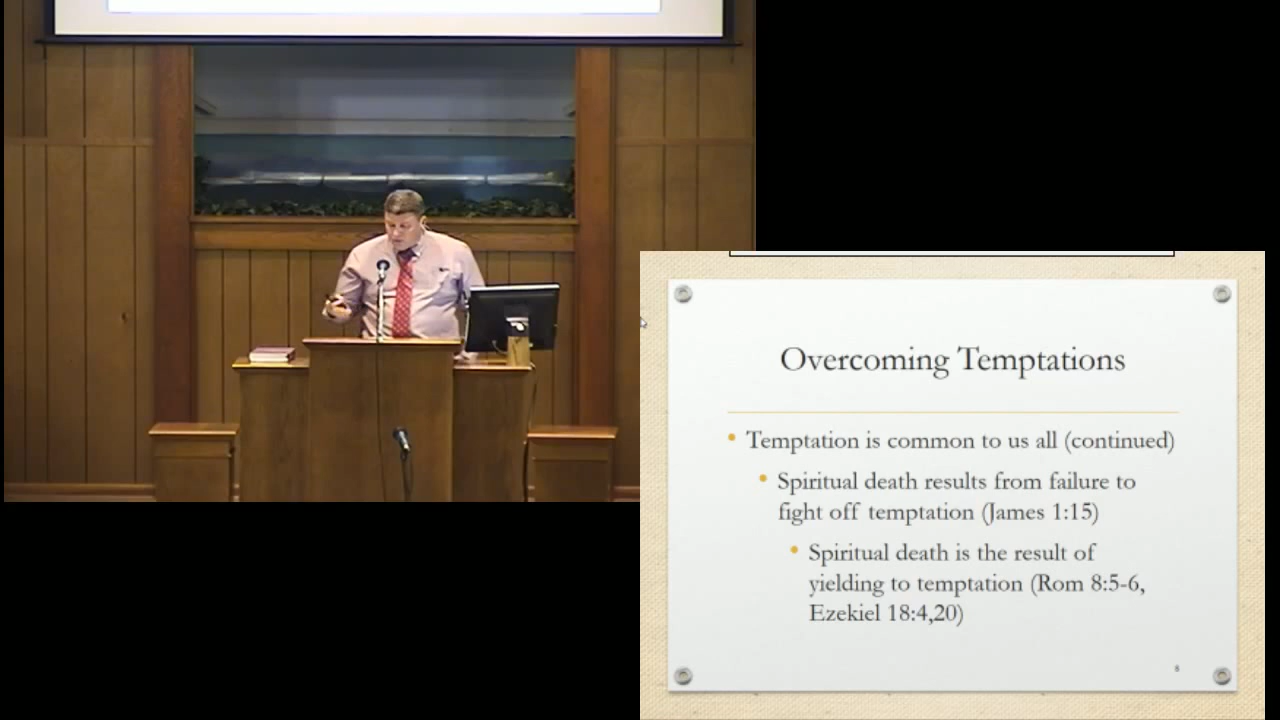 Overcoming Temptations
• Temptation is common to us all (continued)
• Spiritual death results from failure to
fight off temptation (James 1:15)
• Spiritual death is the result of
yielding to temptation (Rom 8:5-6,
Ezekiel 18:4,20)
8